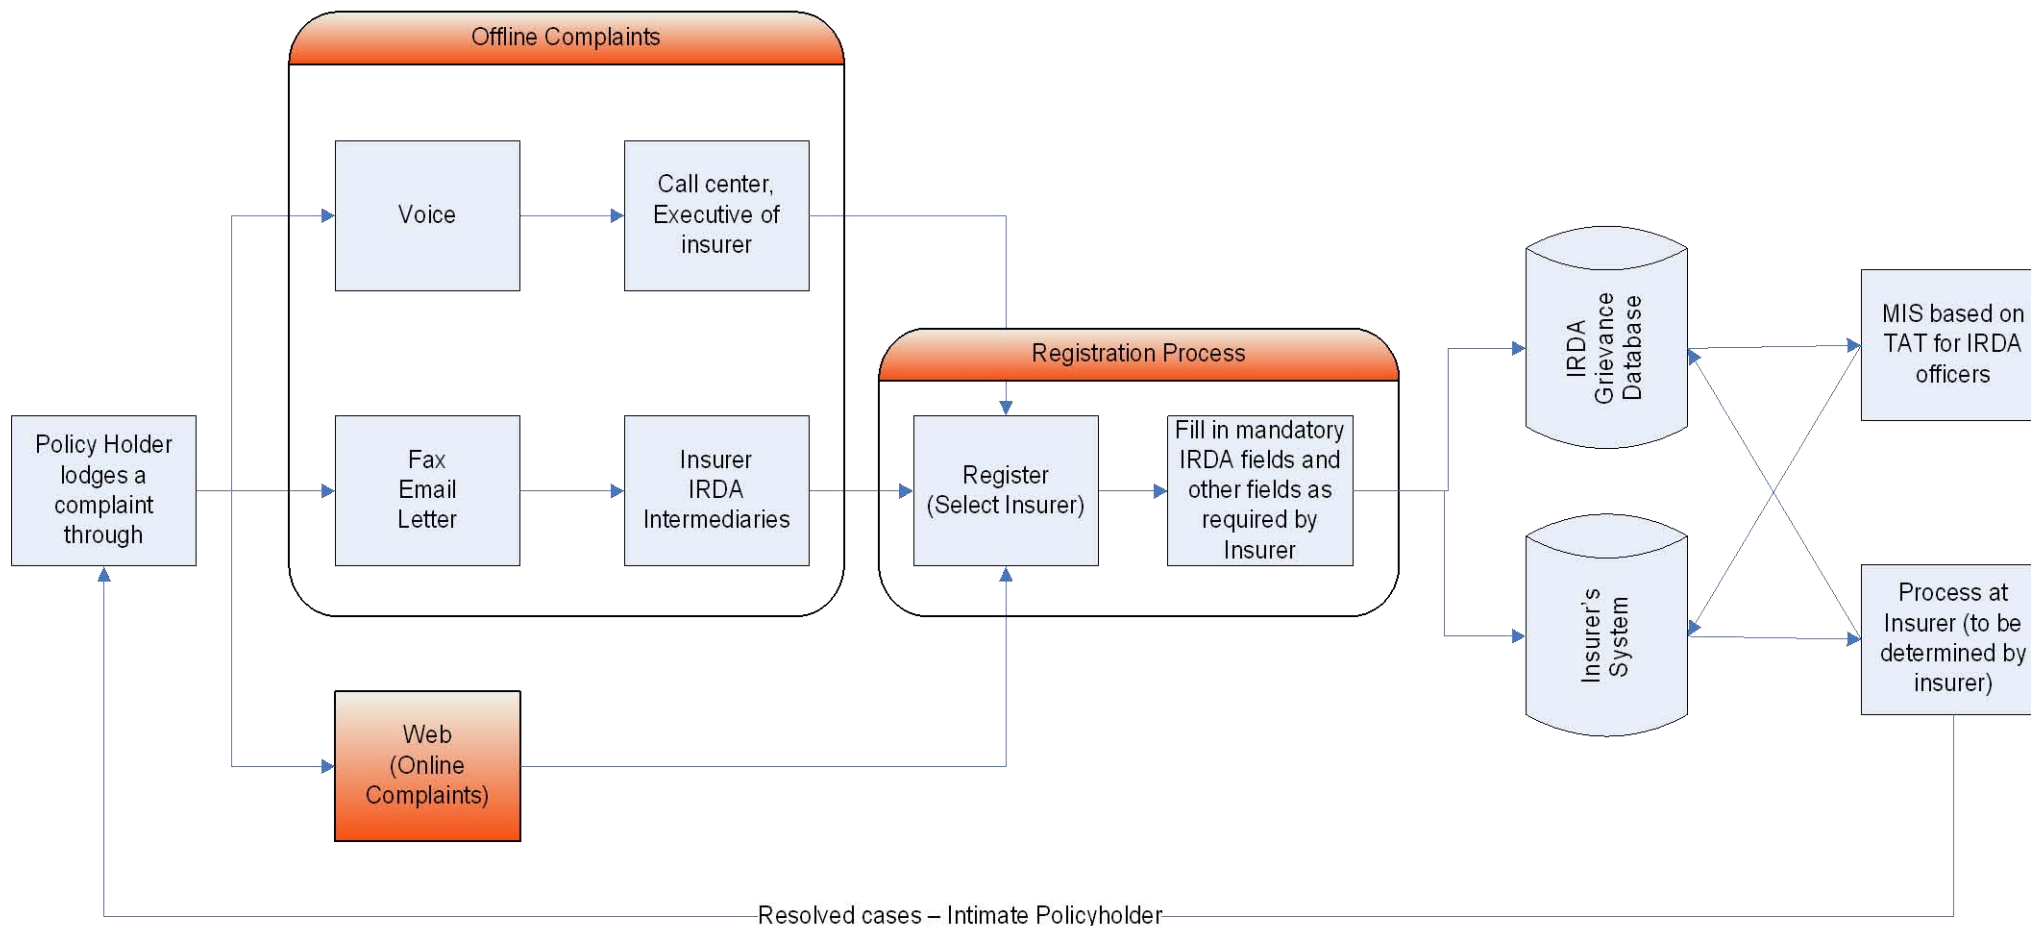 Offline Complaints
Voice
Call center,
Executive of
insurer
Registration Process
Policy Holder
lodges a
complaint
through
Fax
Email
Letter
Insurer
IRDA
Intermediaries
Register
(Select Insurer)
Fill in mandatory
IRDA fields and
other fields as
required by
Insurer
IRDA
Grievance
Database
MIS based on
TAT for IRDA
officers
Insurer’s
System
Process at
Insurer (to be
determined by
insurer)
Web
(Online
Complaints)
Resolved cases – Intimate Policyholder